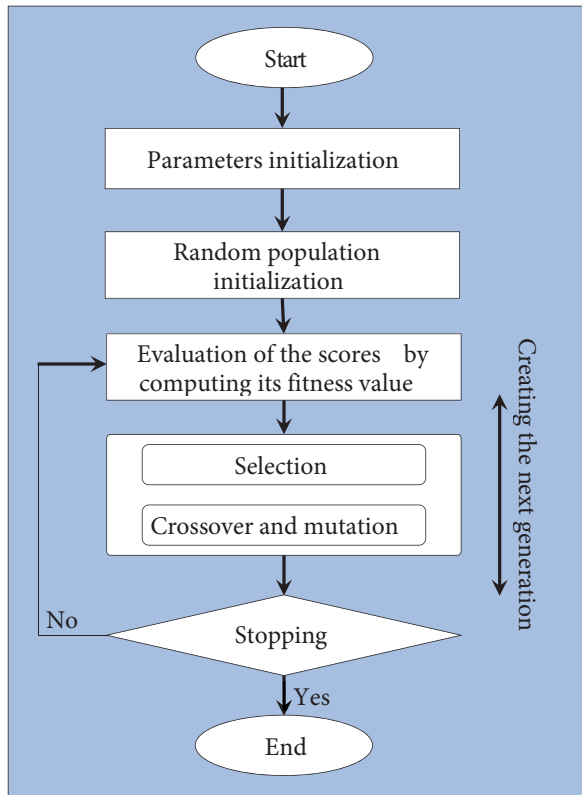 Start
Parameters initialization
Random population
initialization
Evaluation of the scores by
computing its fitness value
Selection
Crossover and mutation
Creating the next generation
No
Stopping
Yes
End